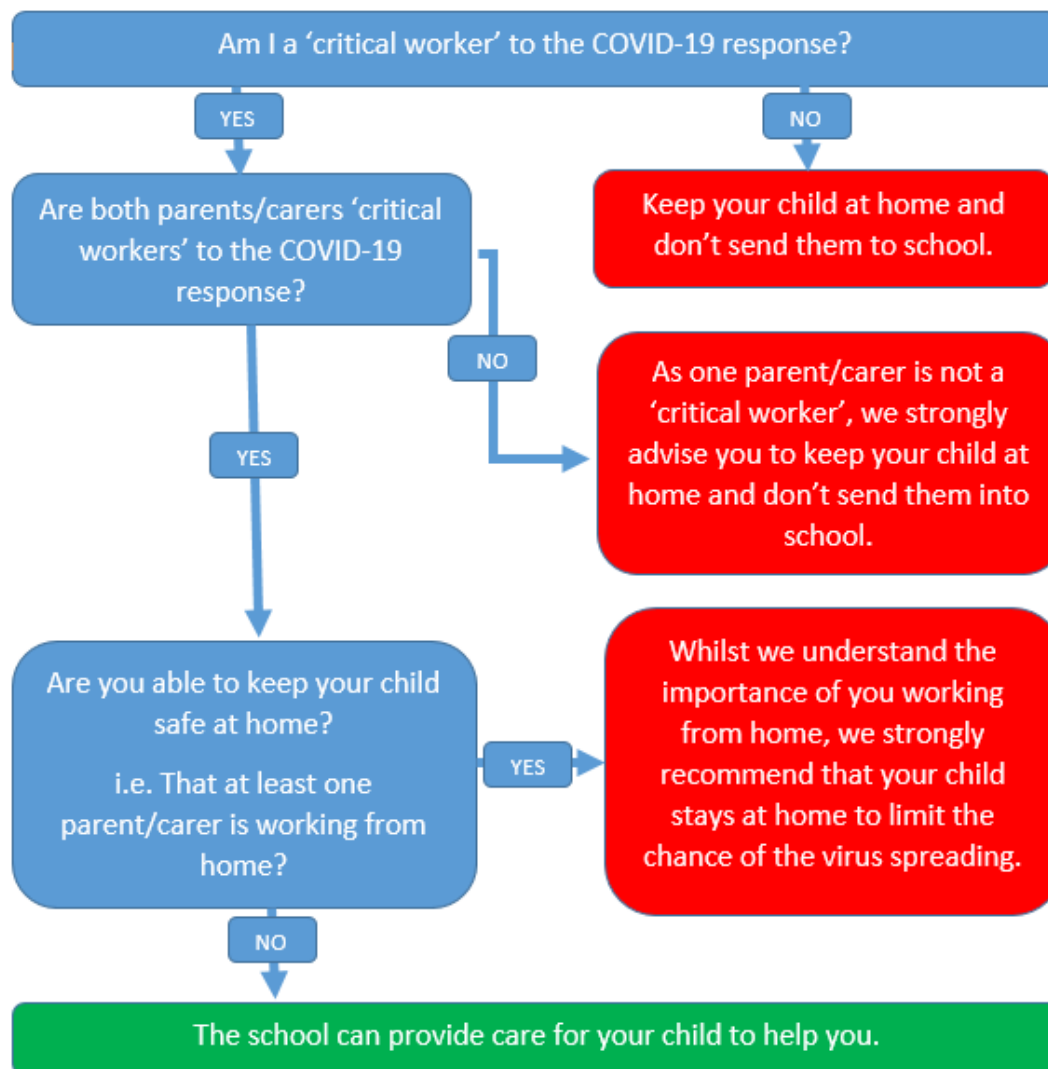 Am I a ‘critical worker’ to the COVID-19 response?
YES
NO
Are both parents/carers ‘critical
workers’ to the COVID-19
response?
Keep your child at home and
don’t send them to school.
NO
As one parent/carer is not a
‘critical worker’, we strongly
advise you to keep your child at
home and don’t send them into
school.
YES
Are you able to keep your child
safe at home?
i.e. That at least one
parent/carer is working from
home?
YES
Whilst we understand the
importance of you working
from home, we strongly
recommend that your child
stays at home to limit the
chance of the virus spreading.
NO
The school can provide care for your child to help you.